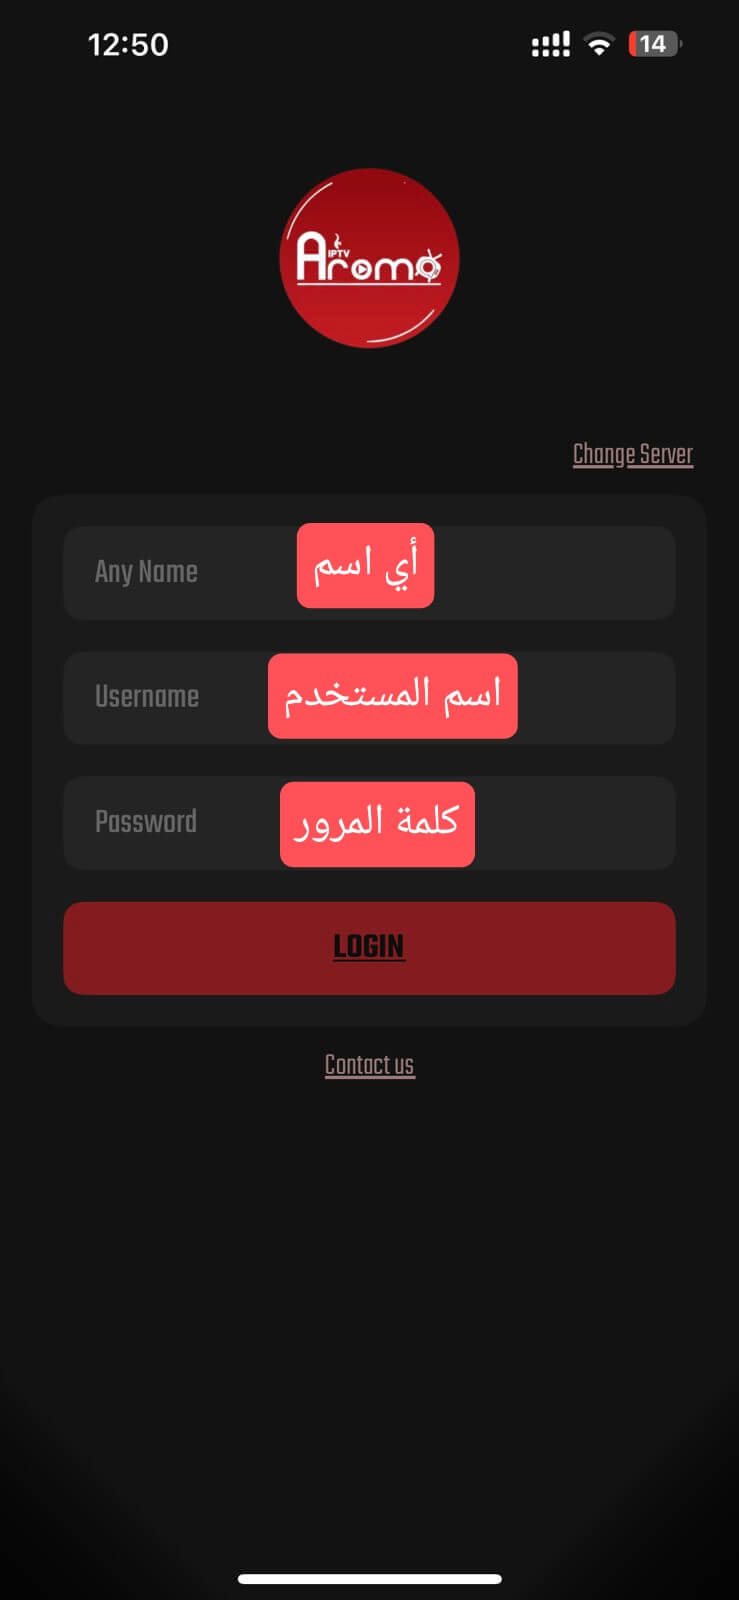 12:50
14
IPTV
Aroma
Change Server
Any Name
أي اسم
Username
اسم المستخدم
Password
كلمة المرور
LOGIN
Contact us